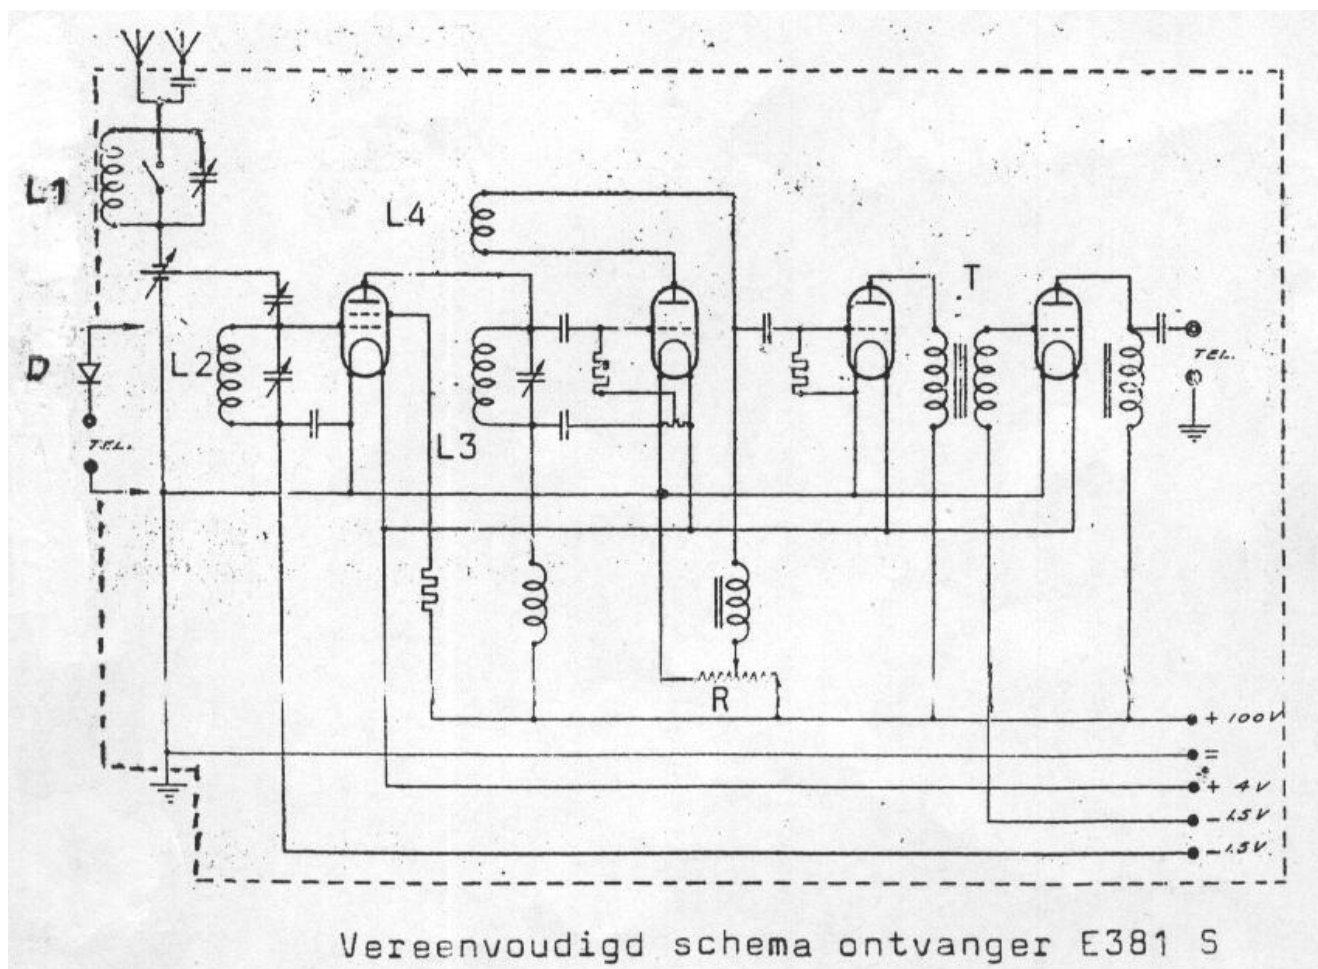 L1
L4
T
D
L2
TEL.
TEL.
L3
R
+ 100V
=
+ 4V
- 1.5V
- 1.5V
Vereenvoudigd schema ontvanger E381 S